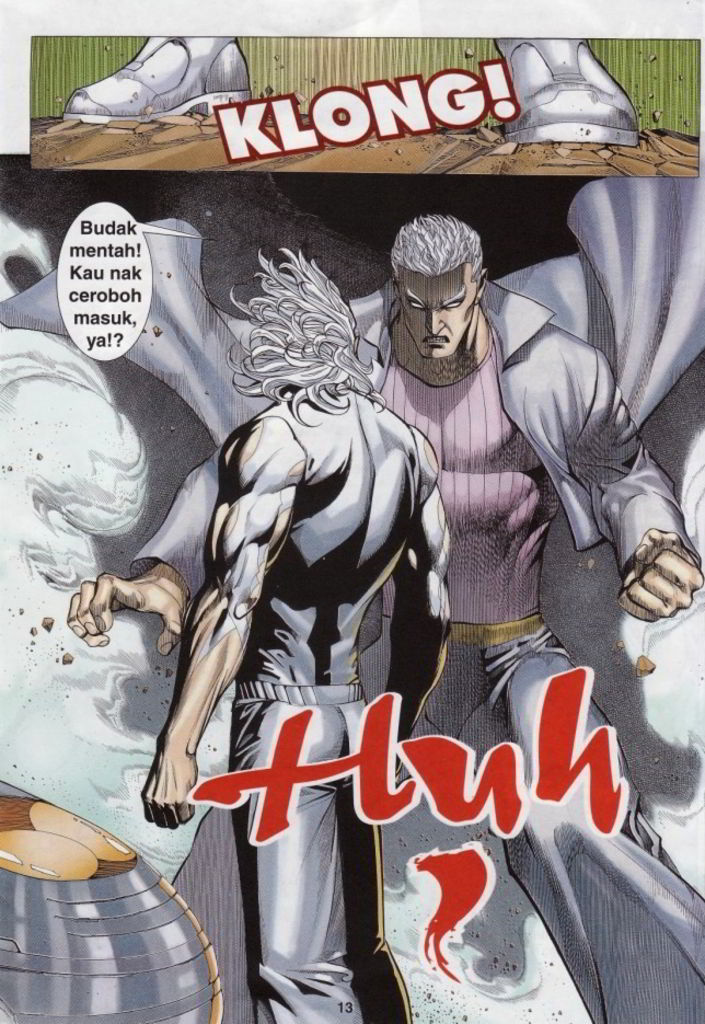 KLONG!
Budak
mentah!
Kau nak
ceroboh
masuk,
ya!?
Huh
?
13